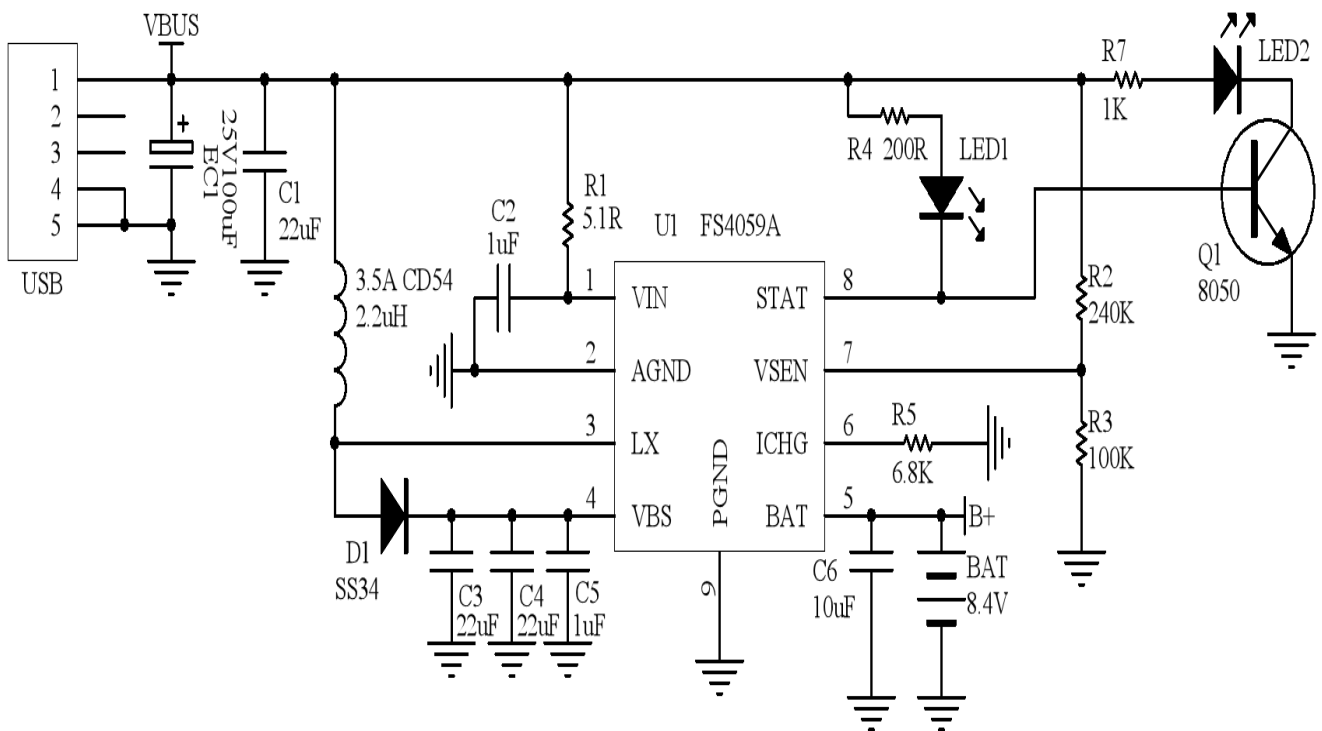 VBUS
1
2
3
4
5
USB
+
25V100uF
EC1
C1
22uF
3.5A CD54
2.2uH
C2
1uF
R1
5.1R
U1 FS4059A
R4 200R
LED1
R7
1K
LED2
Q1
8050
R2
240K
R3
100K
1
VIN
2
AGND
3
LX
4
VBS
PGND
9
STAT
8
VSEN
7
ICHG
6
BAT
5
R5
6.8K
B+
D1
SS34
C3
22uF
C4
22uF
C5
1uF
C6
10uF
BAT
8.4V